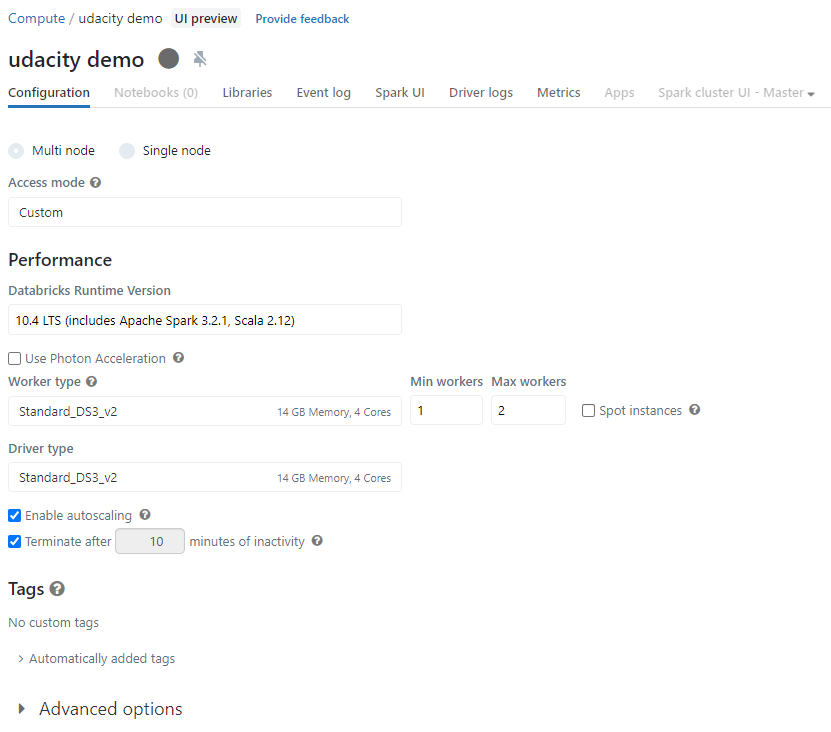 Compute / udacity demo UI preview Provide feedback
udacity demo
Configuration Notebooks (0) Libraries Event log Spark UI Driver logs Metrics Apps Spark cluster UI - Master
Multi node Single node
Access mode
Custom
Performance
Databricks Runtime Version
10.4 LTS (includes Apache Spark 3.2.1, Scala 2.12)
Use Photon Acceleration
Worker type Min workers Max workers
Standard_DS3_v2 14 GB Memory, 4 Cores 1 2 Spot instances
Driver type
Standard_DS3_v2 14 GB Memory, 4 Cores
Enable autoscaling
Terminate after 10 minutes of inactivity
Tags
No custom tags
Automatically added tags
Advanced options